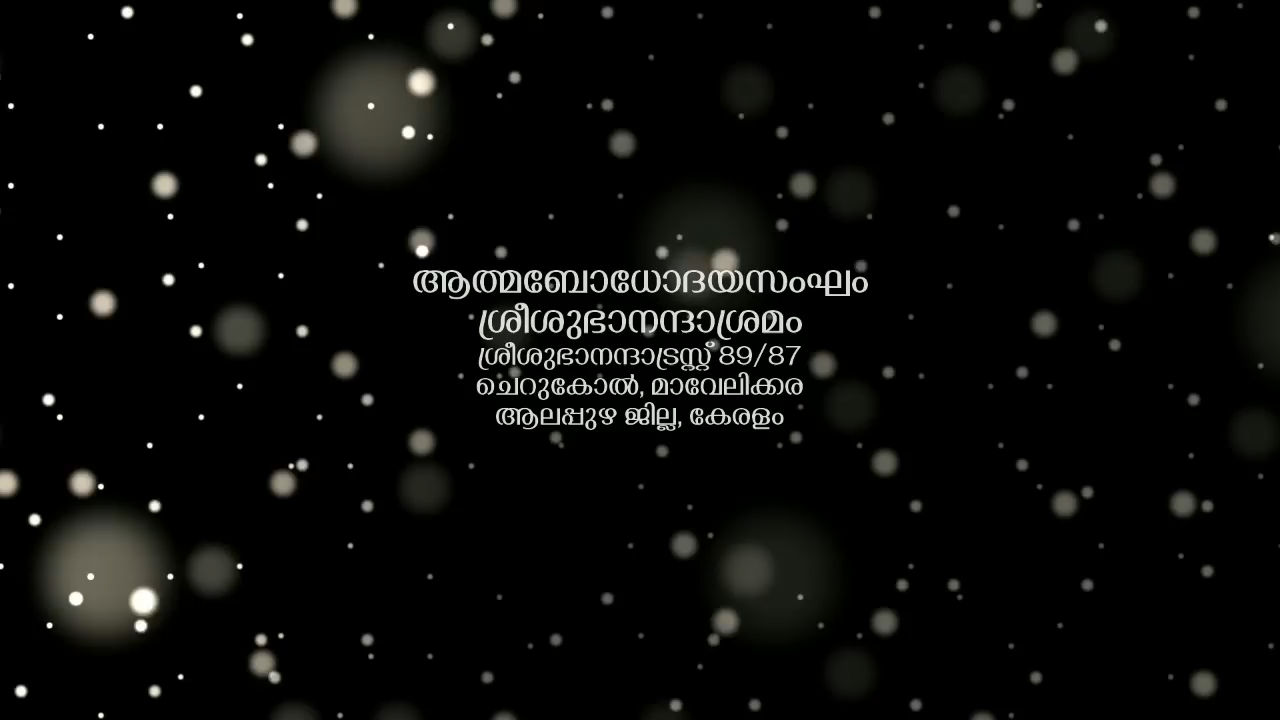 ആത്മബോധോദയസംഘം
ശ്രീശുഭാനന്ദാശ്രമം
ശ്രീശുഭാനന്ദാട്രസ്റ്റ് 89/87
ചെറുകോൽ, മാവേലിക്കര
ആലപ്പുഴ ജില്ല, കേരളം